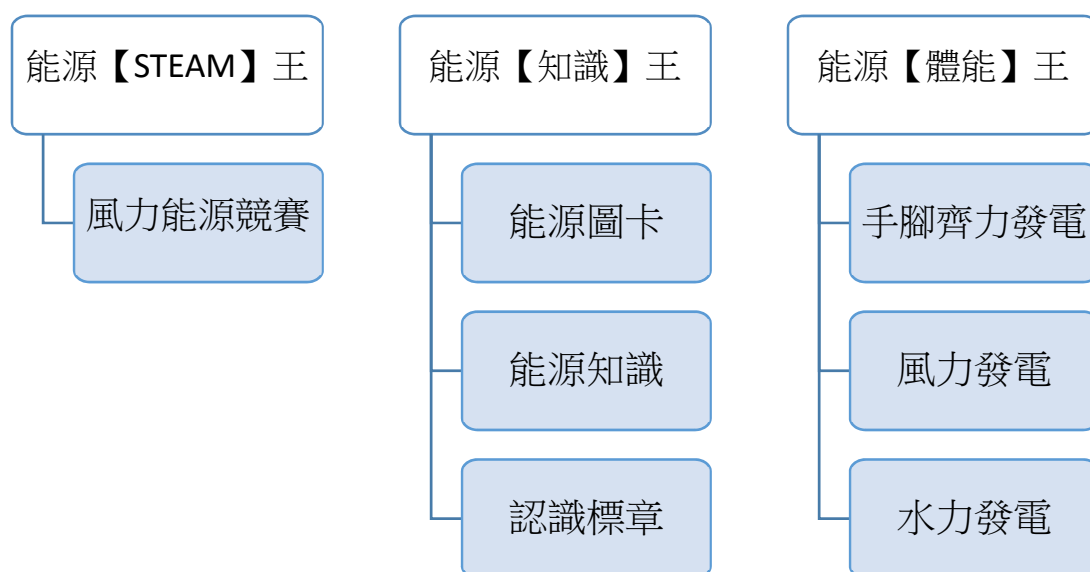 能源【STEAM】王
風力能源競賽
能源【知識】王
能源圖卡
能源知識
認識標章
能源【體能】王
手腳齊力發電
風力發電
水力發電